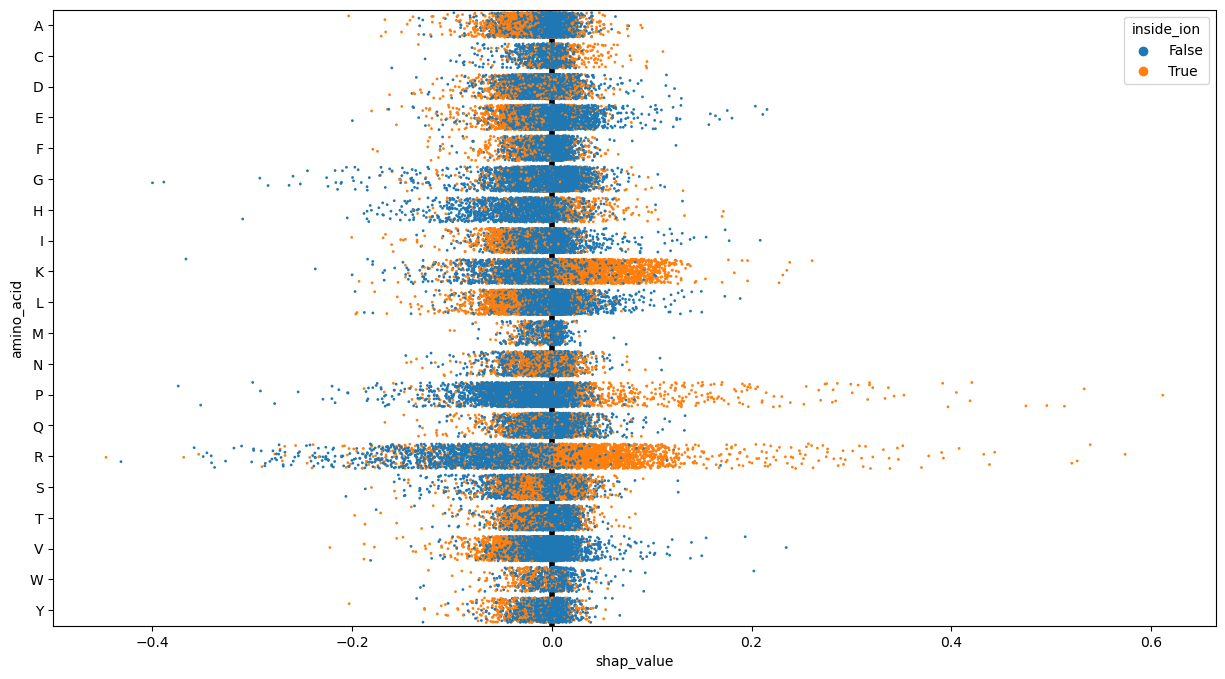 inside_ion
False
True
A
C
D
E
F
G
H
I
K
L
M
N
P
Q
R
S
T
V
W
Y
amino_acid
−0.4 −0.2 0.0 0.2 0.4 0.6
shap_value